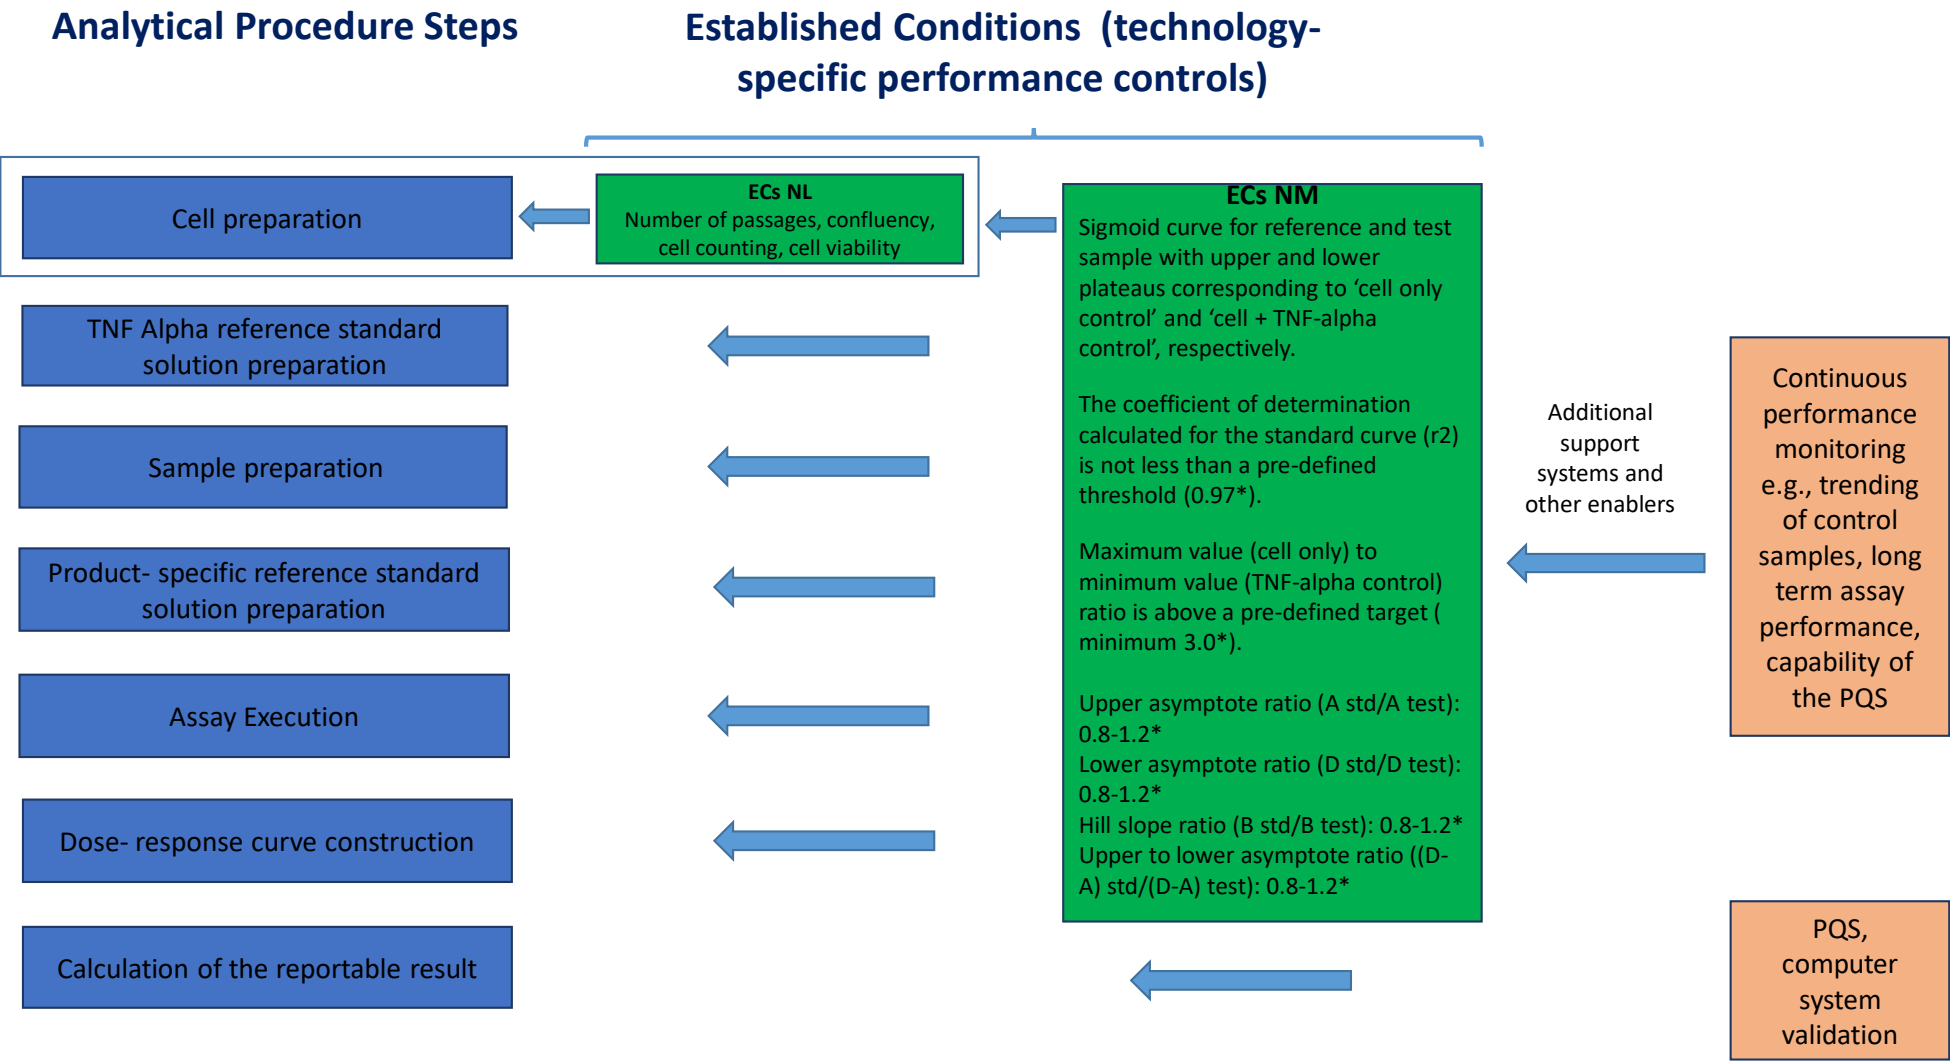 Analytical Procedure Steps
Established Conditions (technology-
specific performance controls)
Cell preparation
ECs NL
Number of passages, confluency,
cell counting, cell viability
TNF Alpha reference standard
solution preparation
Sample preparation
Product- specific reference standard
solution preparation
Assay Execution
Dose- response curve construction
Calculation of the reportable result
ECs NM
Sigmoid curve for reference and test
sample with upper and lower
plateaus corresponding to ‘cell only
control’ and ‘cell + TNF-alpha
control’, respectively.
The coefficient of determination
calculated for the standard curve (r2)
is not less than a pre-defined
threshold (0.97*).
Maximum value (cell only) to
minimum value (TNF-alpha control)
ratio is above a pre-defined target (
minimum 3.0*).
Upper asymptote ratio (A std/A test):
0.8-1.2*
Lower asymptote ratio (D std/D test):
0.8-1.2*
Hill slope ratio (B std/B test): 0.8-1.2*
Upper to lower asymptote ratio ((D-
A) std/(D-A) test): 0.8-1.2*
Additional
support
systems and
other enablers
Continuous
performance
monitoring
e.g., trending
of control
samples, long
term assay
performance,
capability of
the PQS
PQS,
computer
system
validation